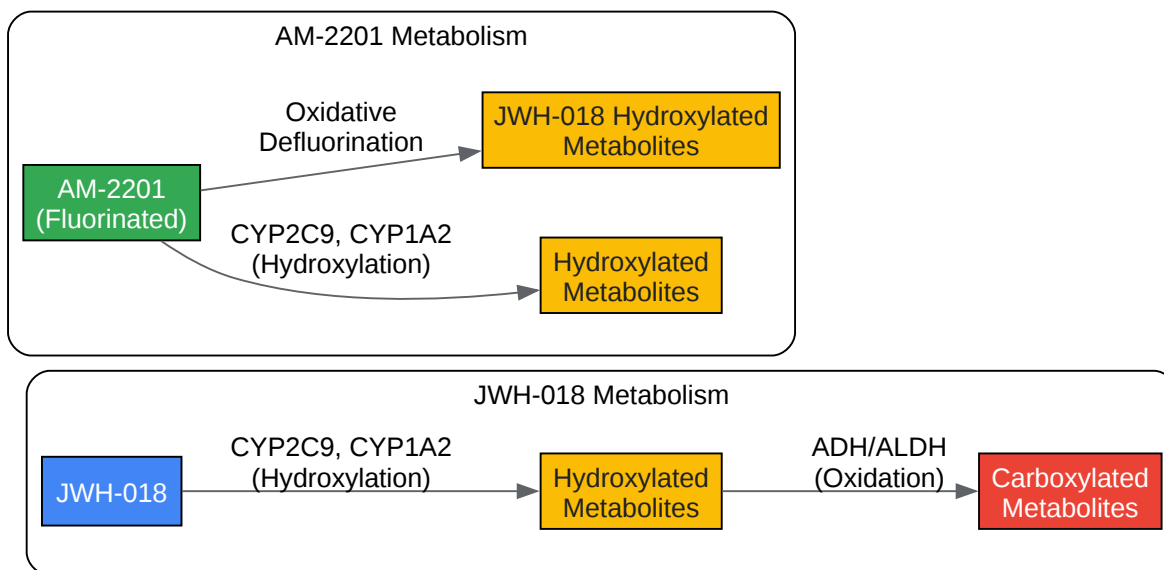 AM-2201 Metabolism
Oxidative
Defluorination
JWH-018 Hydroxylated
Metabolites
AM-2201
(Fluorinated)
CYP2C9, CYP1A2
(Hydroxylation)
Hydroxylated
Metabolites
JWH-018 Metabolism
JWH-018
CYP2C9, CYP1A2
(Hydroxylation)
Hydroxylated
Metabolites
ADH/ALDH
(Oxidation)
Carboxylated
Metabolites